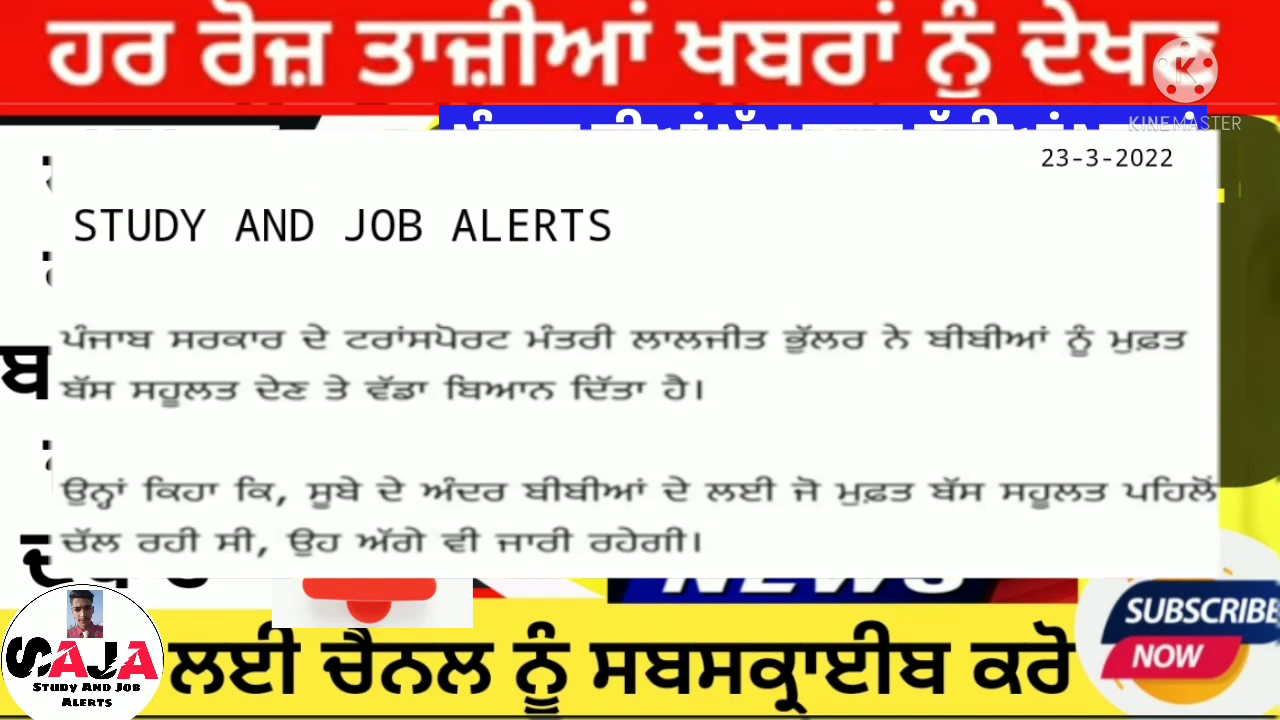 ਹਰ ਰੋਜ਼ ਤਾਜ਼ੀਆਂ ਖਬਰਾਂ ਨੂੰ ਦੇਖਣ
KINEMASTER
23-3-2022
STUDY AND JOB ALERTS
ਪੰਜਾਬ ਸਰਕਾਰ ਦੇ ਟਰਾਂਸਪੋਰਟ ਮੰਤਰੀ ਲਾਲਜੀਤ ਭੁੱਲਰ ਨੇ ਬੀਬੀਆਂ ਨੂੰ ਮੁਫ਼ਤ
ਬੱਸ ਸਹੂਲਤ ਦੇਣ ਤੇ ਵੱਡਾ ਬਿਆਨ ਦਿੱਤਾ ਹੈ।
ਉਨ੍ਹਾਂ ਕਿਹਾ ਕਿ, ਸੂਬੇ ਦੇ ਅੰਦਰ ਬੀਬੀਆਂ ਦੇ ਲਈ ਜੋ ਮੁਫ਼ਤ ਬੱਸ ਸਹੂਲਤ ਪਹਿਲੋਂ
ਚੱਲ ਰਹੀ ਸੀ, ਉਹ ਅੱਗੇ ਵੀ ਜਾਰੀ ਰਹੇਗੀ।
NEWS
ਲਈ ਚੈਨਲ ਨੂੰ ਸਬਸਕ੍ਰਾਈਬ ਕਰੋ
SUBSCRIBE
NOW
SAJA
STUDY AND JOB
ALERTS